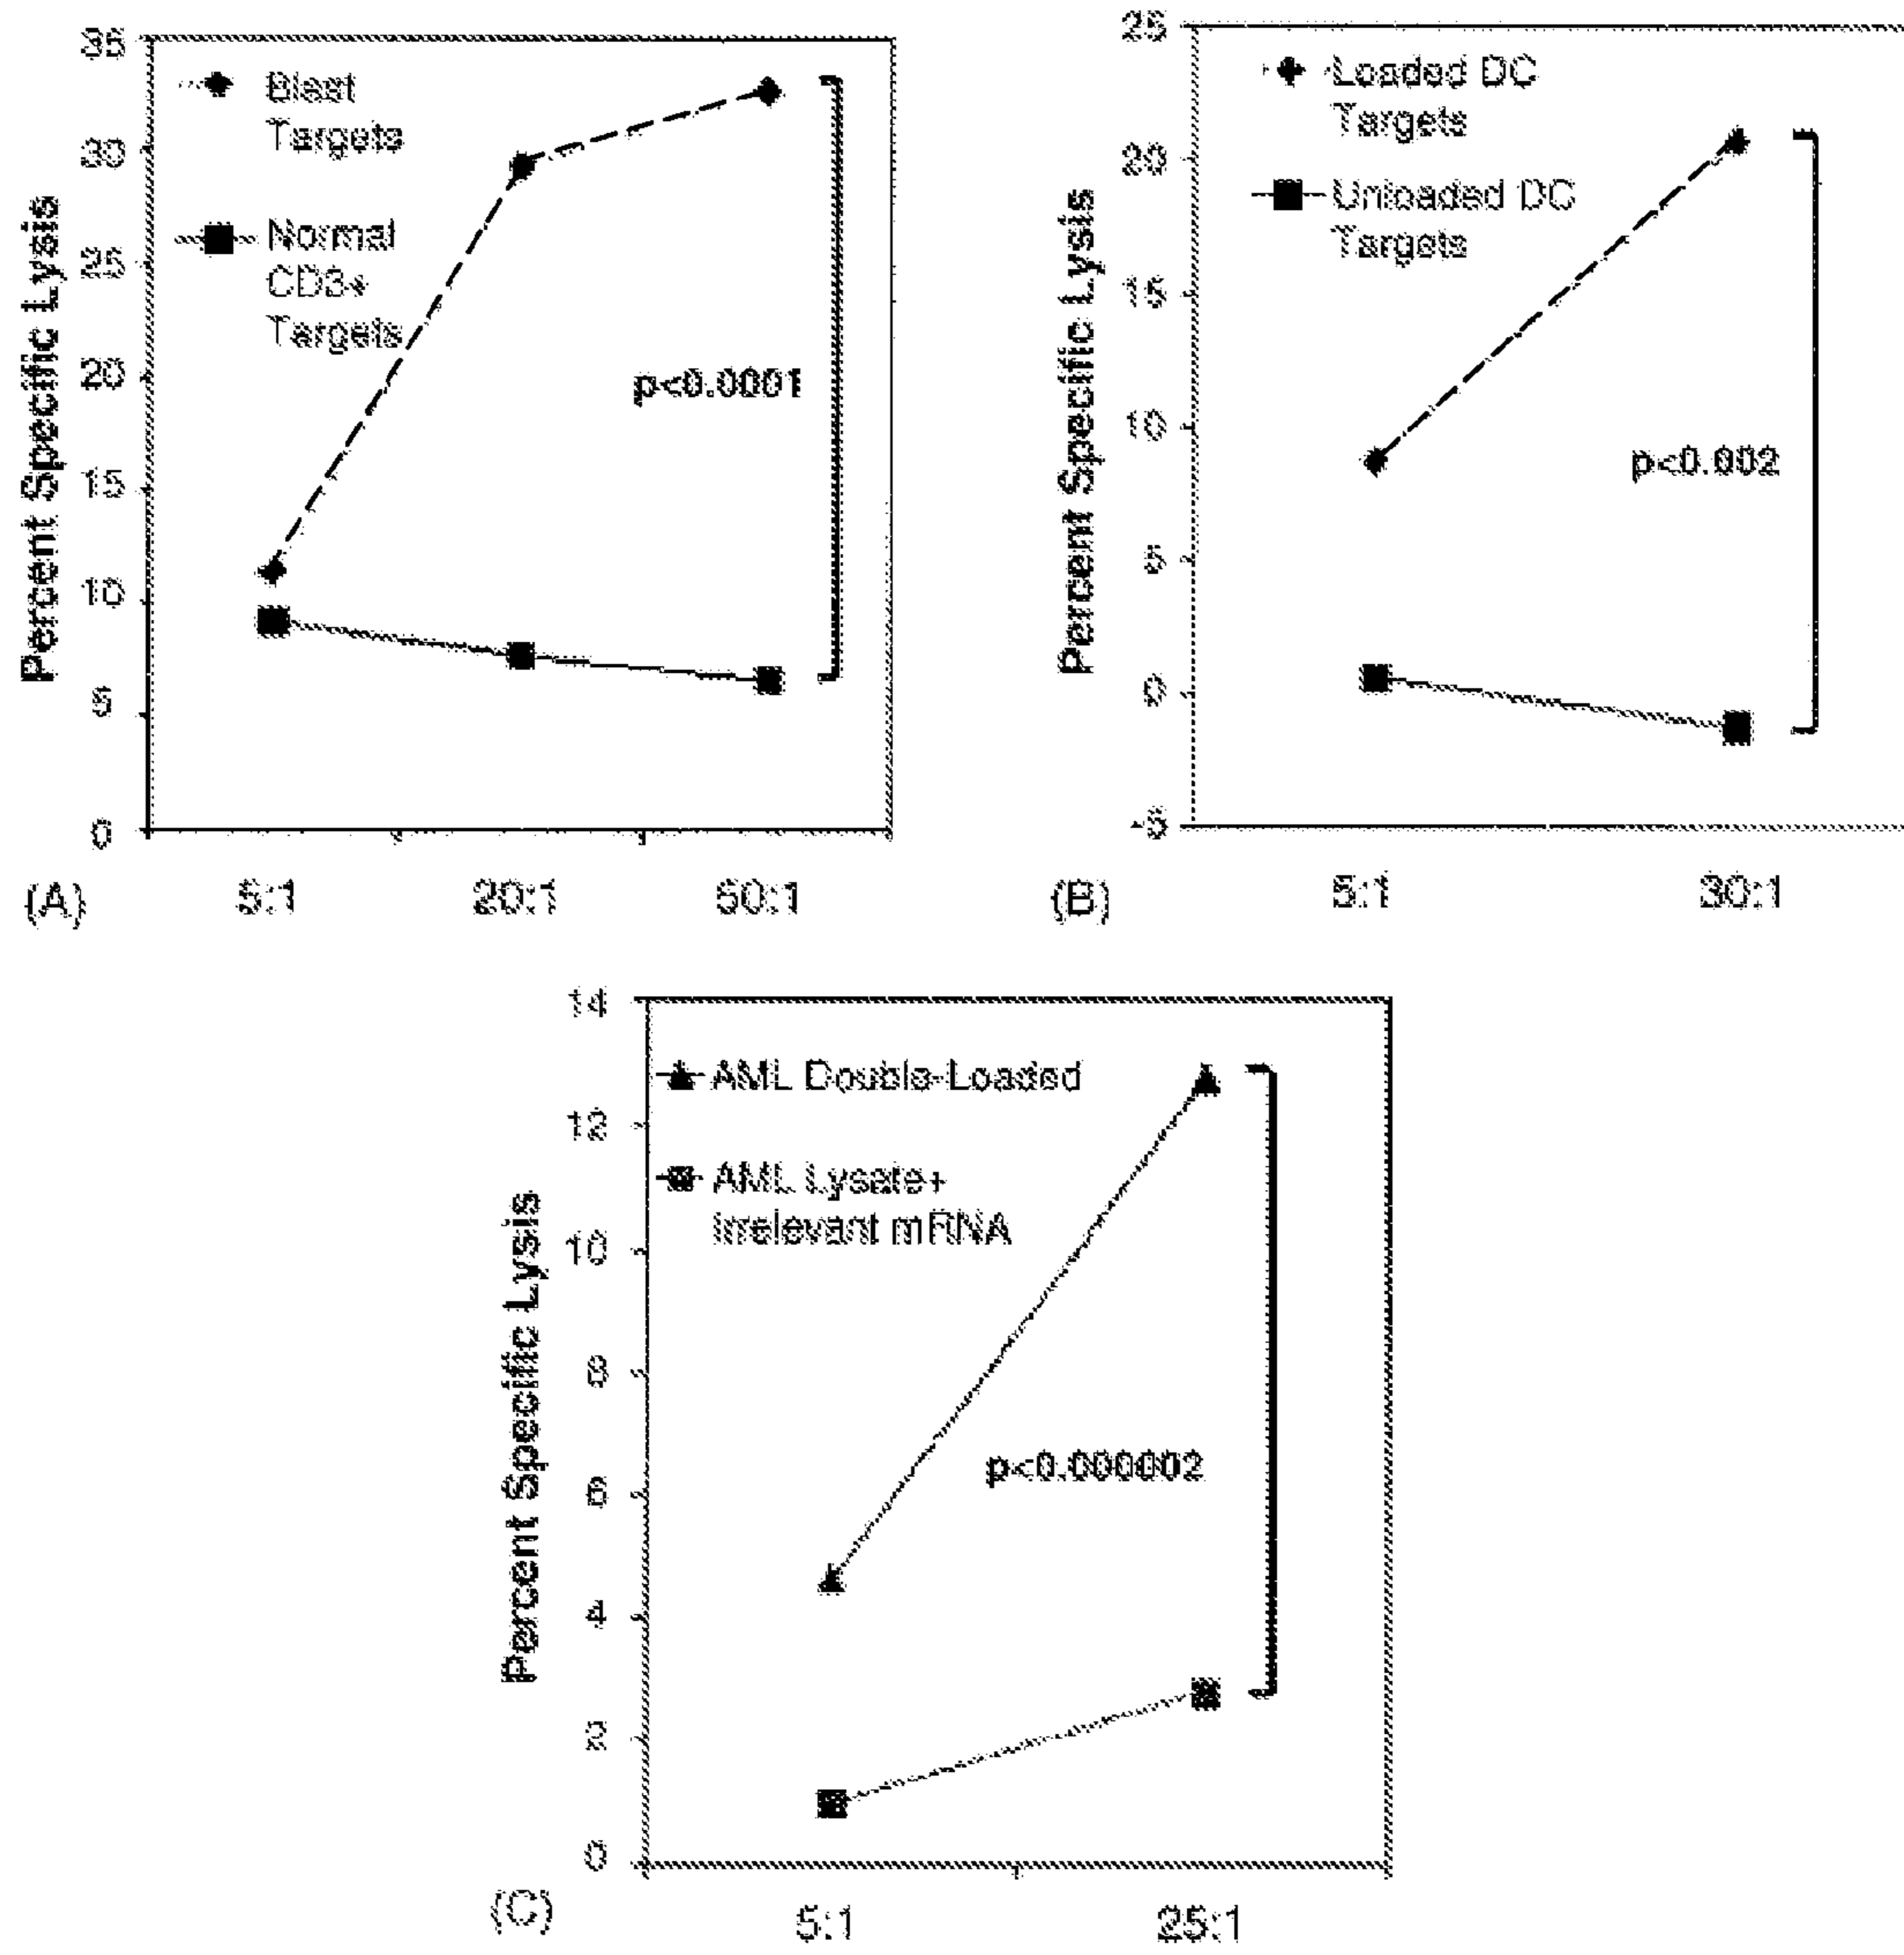 35
30
25
20
15
10
5
0
Percent Specific Lysis
Blast
Targets
Normal
CD3+
Targets
p<0.0001
(A)
5:1
20:1
50:1
25
20
15
10
5
0
-5
Percent Specific Lysis
Loaded DC
Targets
Unloaded DC
Targets
p<0.002
(B)
5:1
30:1
14
12
10
8
6
4
2
0
Percent Specific Lysis
AML Double-Loaded
AML Lysate+
irrelevant mRNA
p<0.000002
(C)
5:1
25:1